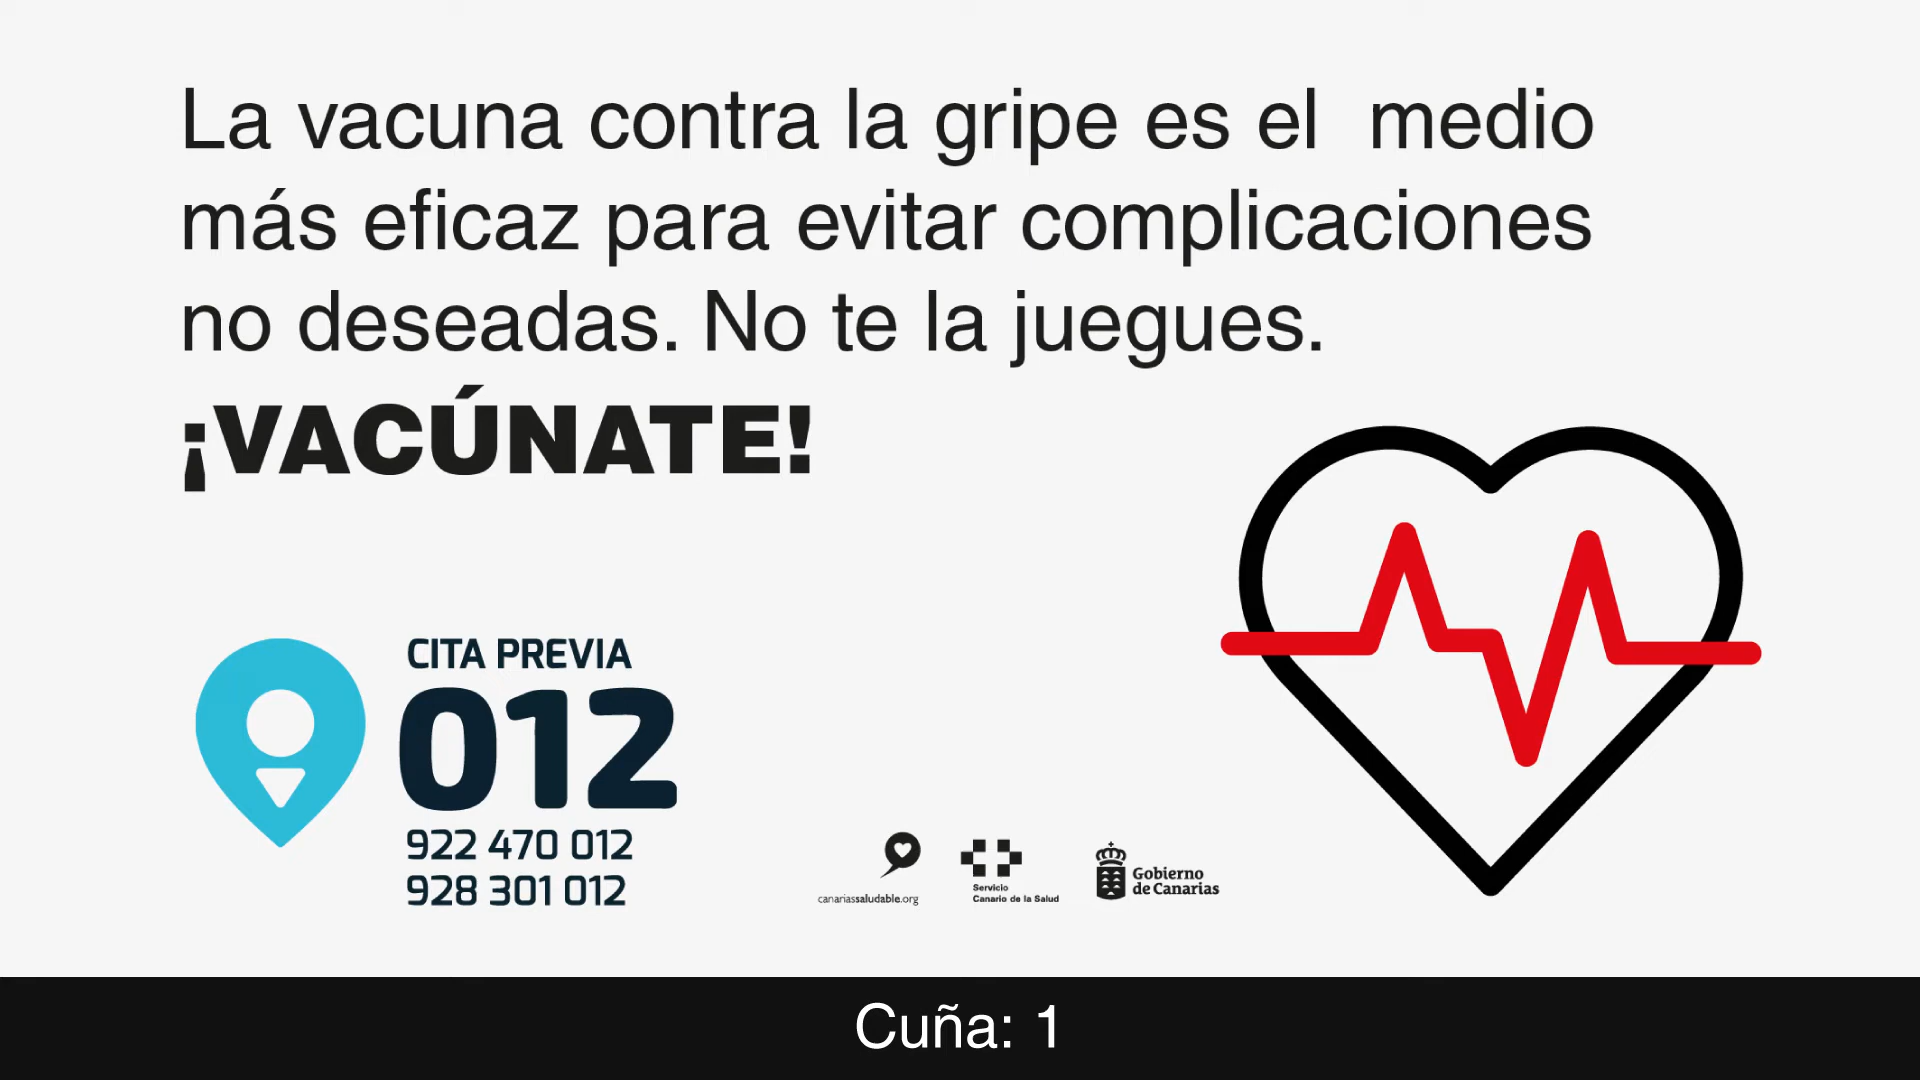 La vacuna contra la gripe es el  medio
más eficaz para evitar complicaciones
no deseadas. No te la juegues.
¡VACÚNATE!
CITA PREVIA
012
922 470 012
928 301 012
canariassaludable.org
Servicio
Canario de la Salud
Gobierno
de Canarias
Cuña: 1